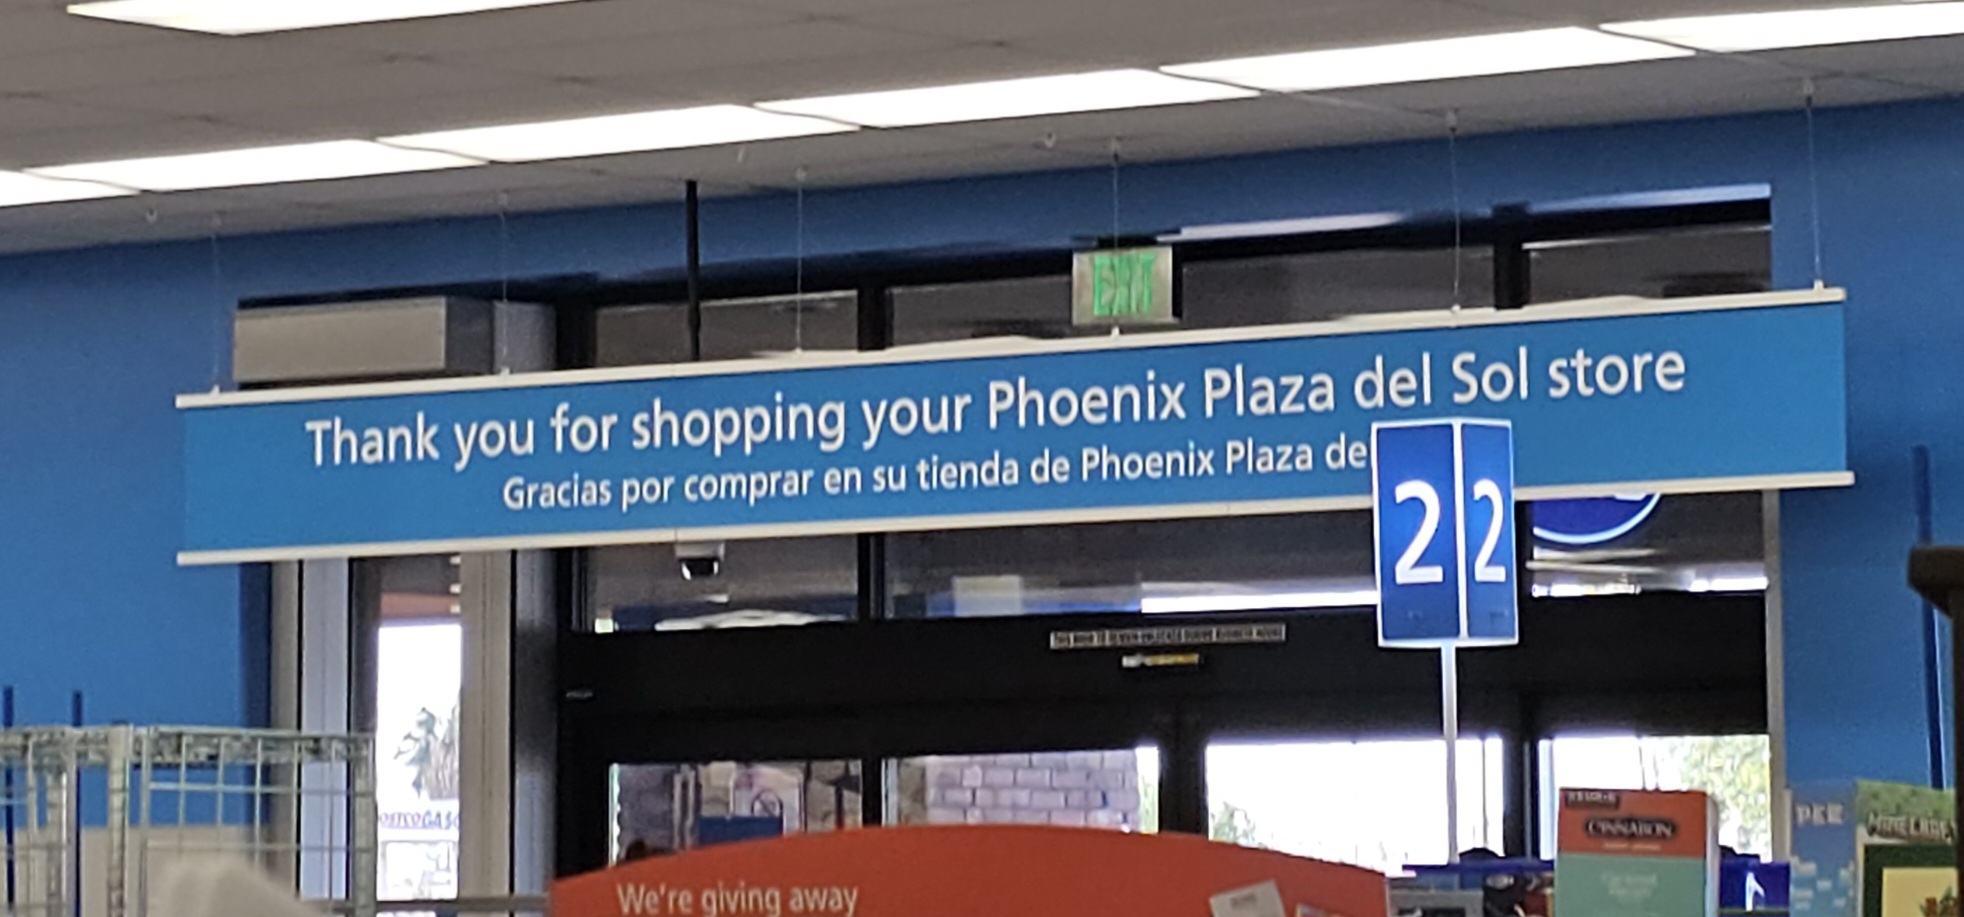 EXIT
Thank you for shopping your Phoenix Plaza del Sol store
Gracias por comprar en su tienda de Phoenix Plaza de
2 2
CINNABON
MINECRAFT
We're giving away